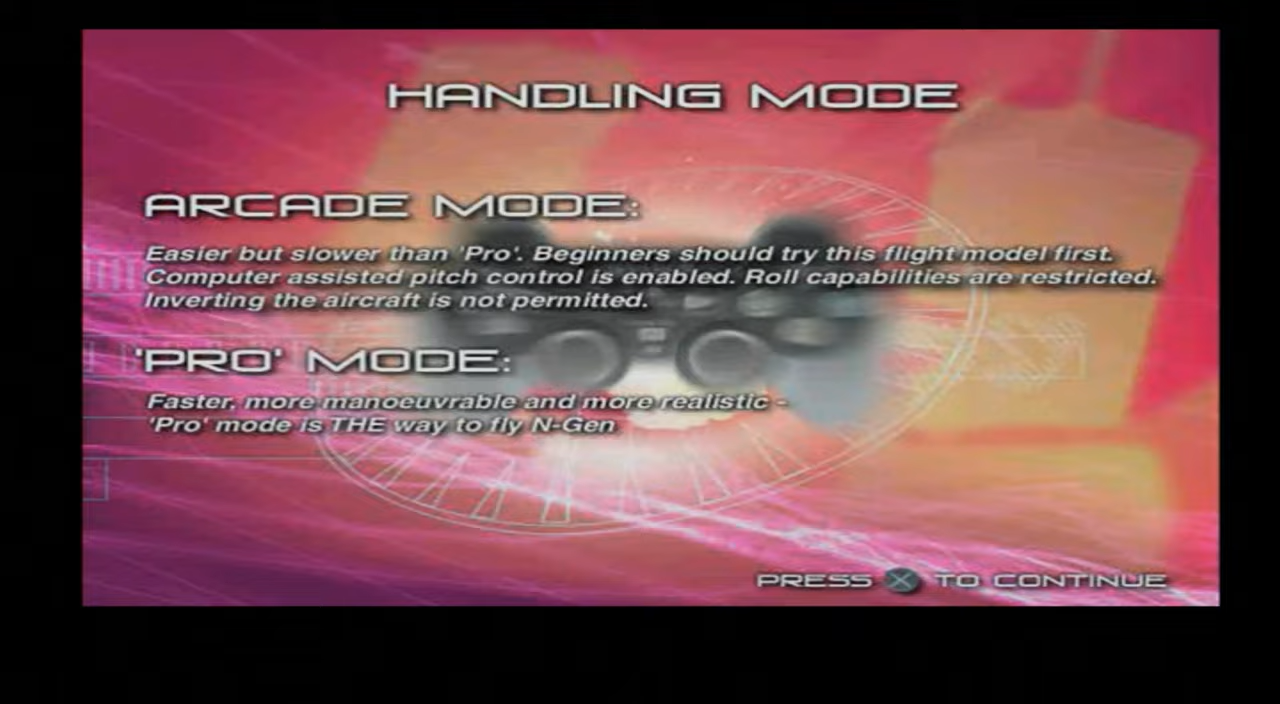 HANDLING MODE
ARCADE MODE:
Easier but slower than 'Pro'. Beginners should try this flight model first.
Computer assisted pitch control is enabled. Roll capabilities are restricted.
Inverting the aircraft is not permitted.
'PRO' MODE:
Faster, more manoeuvrable and more realistic -
'Pro' mode is THE way to fly N-Gen
PRESS X TO CONTINUE